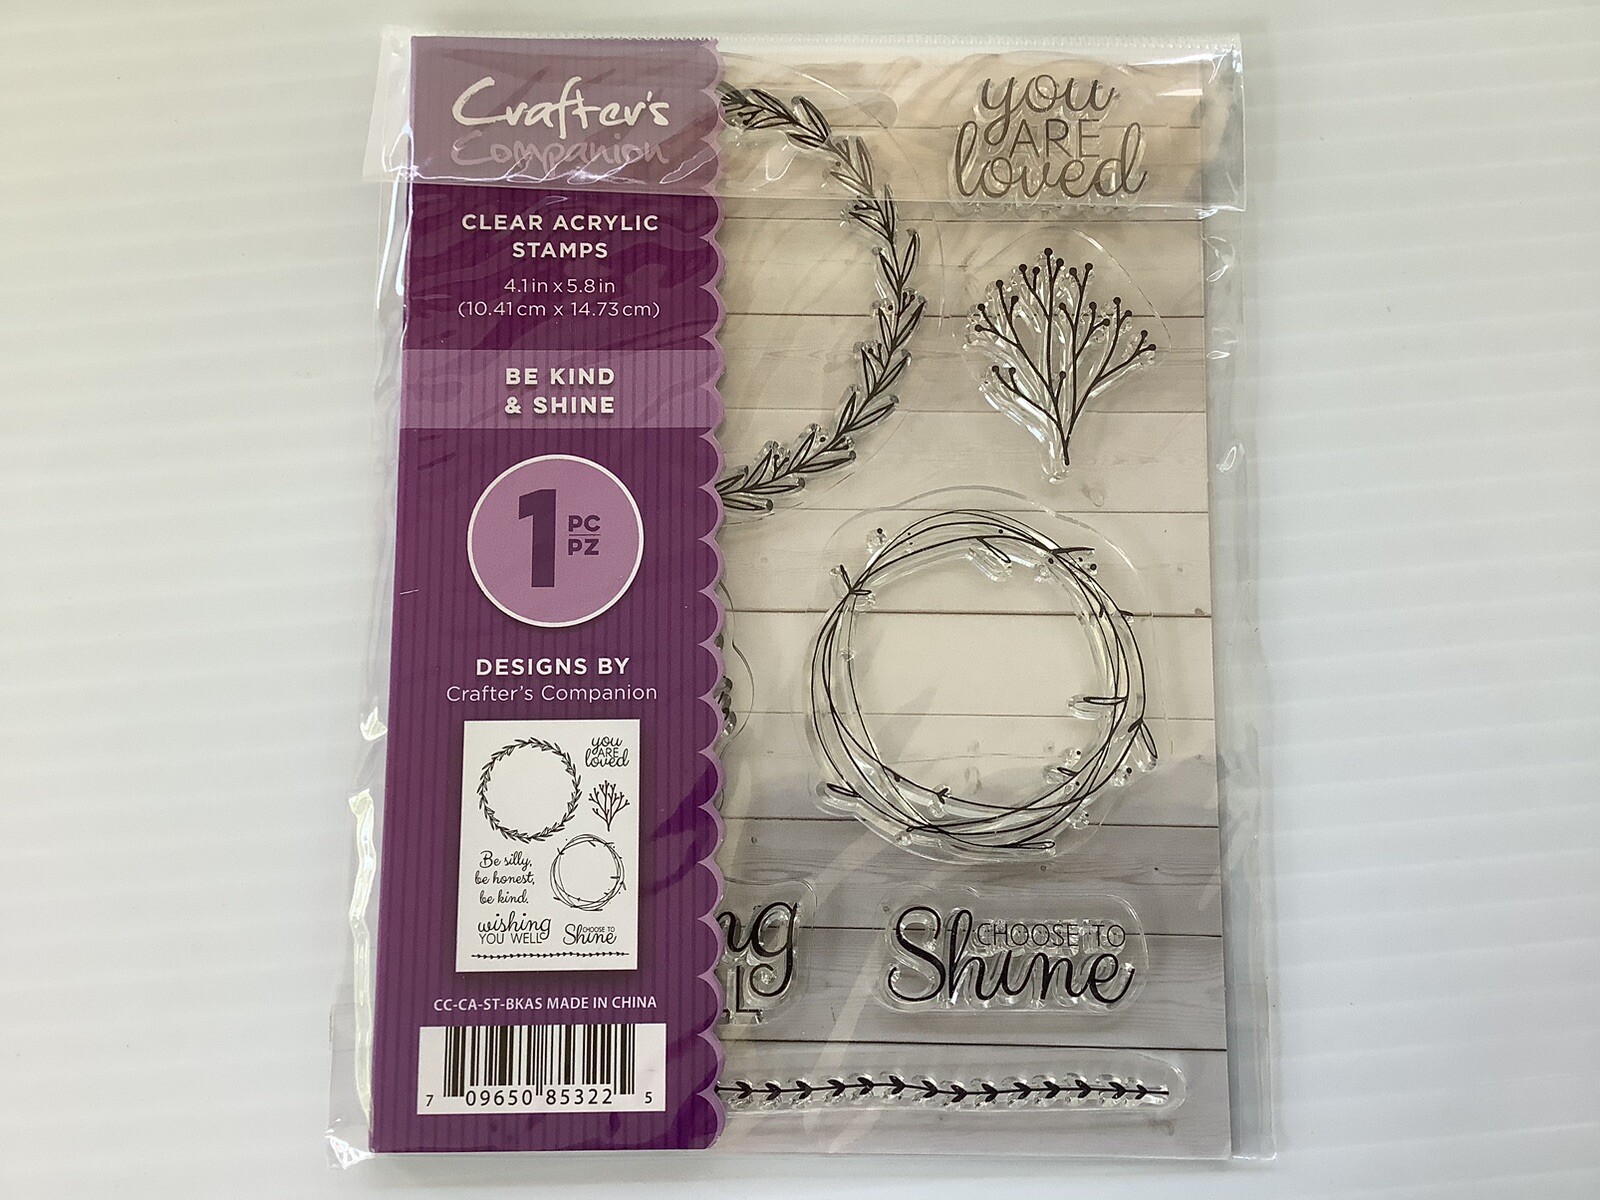 Crafter's
Companion
CLEAR ACRYLIC
STAMPS
4.1in x 5.8in
(10.41cm x 14.73cm)
BE KIND
& SHINE
1 PC
PZ
DESIGNS BY
Crafter's Companion
you
ARE
loved
Be silly,
be honest,
be kind.
wishing
YOU WELL
CHOOSE TO
Shine
CC-CA-ST-BKAS MADE IN CHINA
7 09650 85322 5
you
ARE
loved
ng
LL
CHOOSE TO
Shine